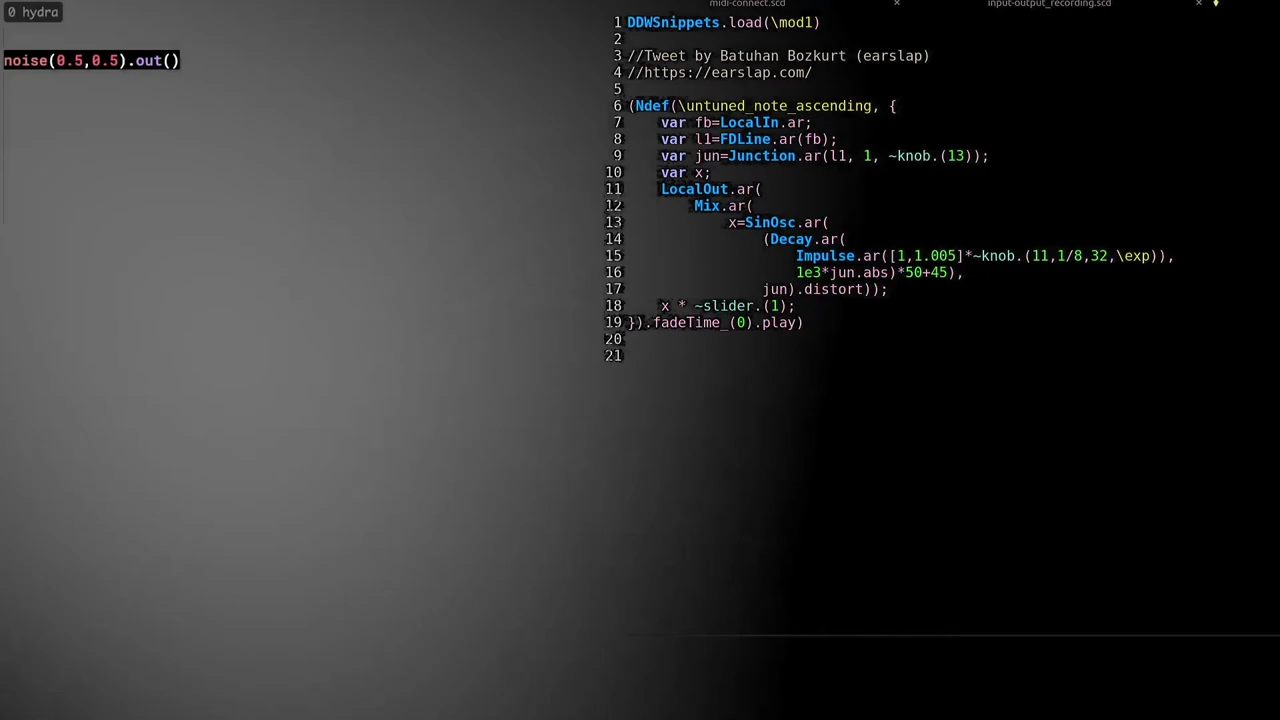 midi-connect.scd × input-output_recording.scd ×
0 hydra
noise(0.5,0.5).out()
1 DDWSnippets.load(\mod1)
2
3 //Tweet by Batuhan Bozkurt (earslap)
4 //https://earslap.com/
5
6 (Ndef(\untuned_note_ascending, {
7 var fb=LocalIn.ar;
8 var l1=FDLine.ar(fb);
9 var jun=Junction.ar(l1, 1, ~knob.(13));
10 var x;
11 LocalOut.ar(
12 Mix.ar(
13 x=SinOsc.ar(
14 (Decay.ar(
15 Impulse.ar([1,1.005]*~knob.(11,1/8,32,\exp)),
16 1e3*jun.abs)*50+45),
17 jun).distort));
18 x * ~slider.(1);
19 }).fadeTime_(0).play)
20
21